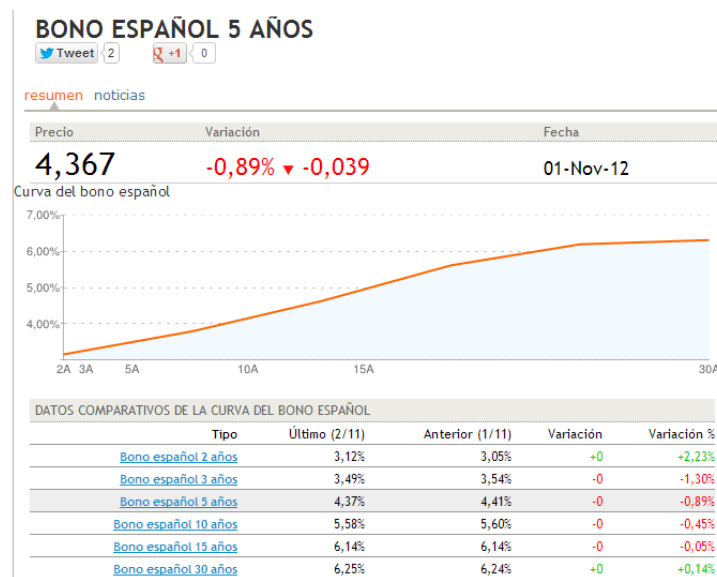 BONO ESPAÑOL 5 AÑOS
Tweet 2 +1 0
resumen noticias
Precio Variación Fecha
4,367 -0,89% ▼ -0,039 01-Nov-12
Curva del bono español
7,00%
6,00%
5,00%
4,00%
2A 3A 5A 10A 15A 30A
DATOS COMPARATIVOS DE LA CURVA DEL BONO ESPAÑOL
Tipo Último (2/11) Anterior (1/11) Variación Variación %
Bono español 2 años 3,12% 3,05% +0 +2,23%
Bono español 3 años 3,49% 3,54% -0 -1,30%
Bono español 5 años 4,37% 4,41% -0 -0,89%
Bono español 10 años 5,58% 5,60% -0 -0,45%
Bono español 15 años 6,14% 6,14% -0 -0,05%
Bono español 30 años 6,25% 6,24% +0 +0,14%